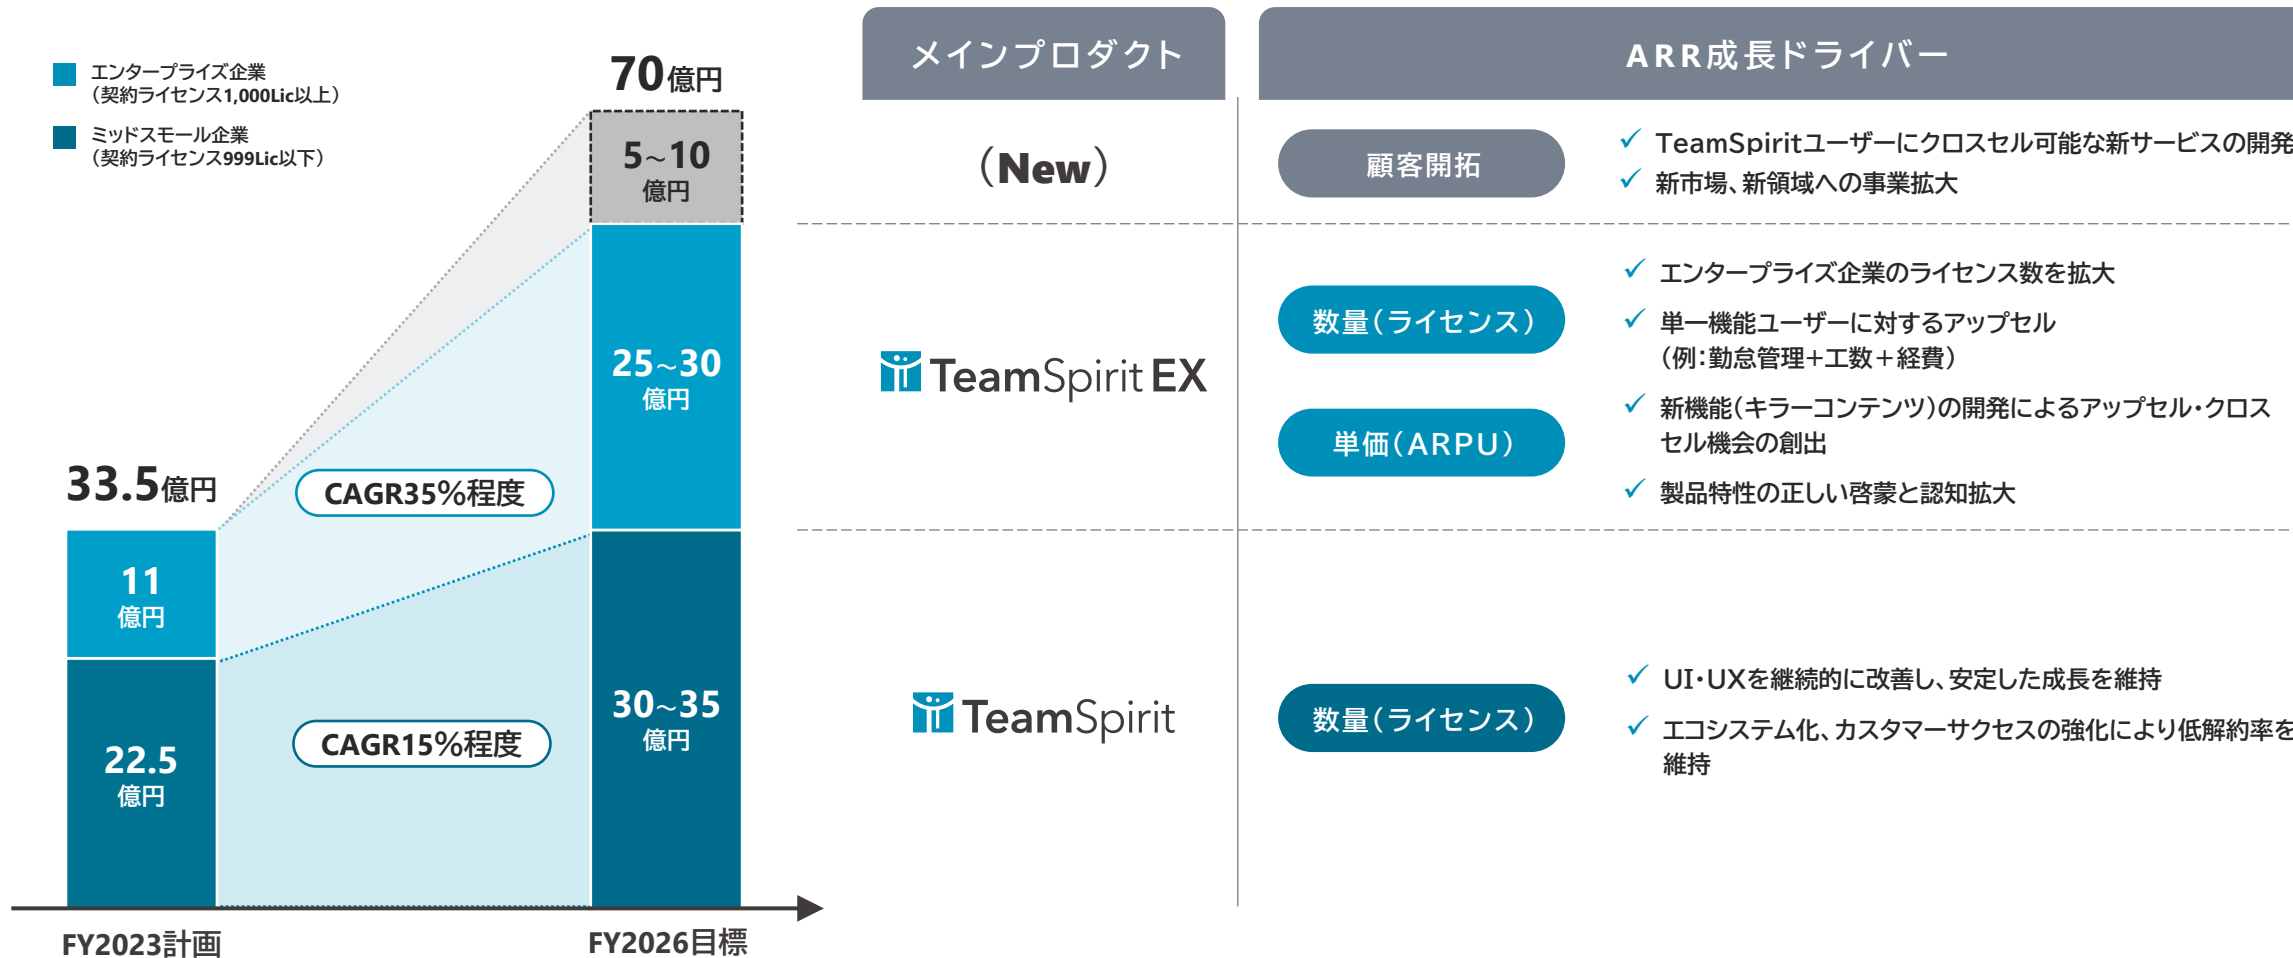 エンタープライズ企業
（契約ライセンス1,000Lic以上）
ミッドスモール企業
（契約ライセンス999Lic以下）
70億円
5~10
億円
25~30
億円
30~35
億円
33.5億円
11
億円
22.5
億円
CAGR35%程度
CAGR15%程度
FY2023計画
FY2026目標
メインプロダクト
ARR成長ドライバー
（New）
顧客開拓
✓ TeamSpiritユーザーにクロスセル可能な新サービスの開発
✓ 新市場、新領域への事業拡大
TeamSpirit EX
数量（ライセンス）
単価（ARPU）
✓ エンタープライズ企業のライセンス数を拡大
✓ 単一機能ユーザーに対するアップセル
（例：勤怠管理+工数＋経費）
✓ 新機能（キラーコンテンツ）の開発によるアップセル・クロス
セル機会の創出
✓ 製品特性の正しい啓蒙と認知拡大
TeamSpirit
数量（ライセンス）
✓ UI・UXを継続的に改善し、安定した成長を維持
✓ エコシステム化、カスタマーサクセスの強化により低解約率を
維持